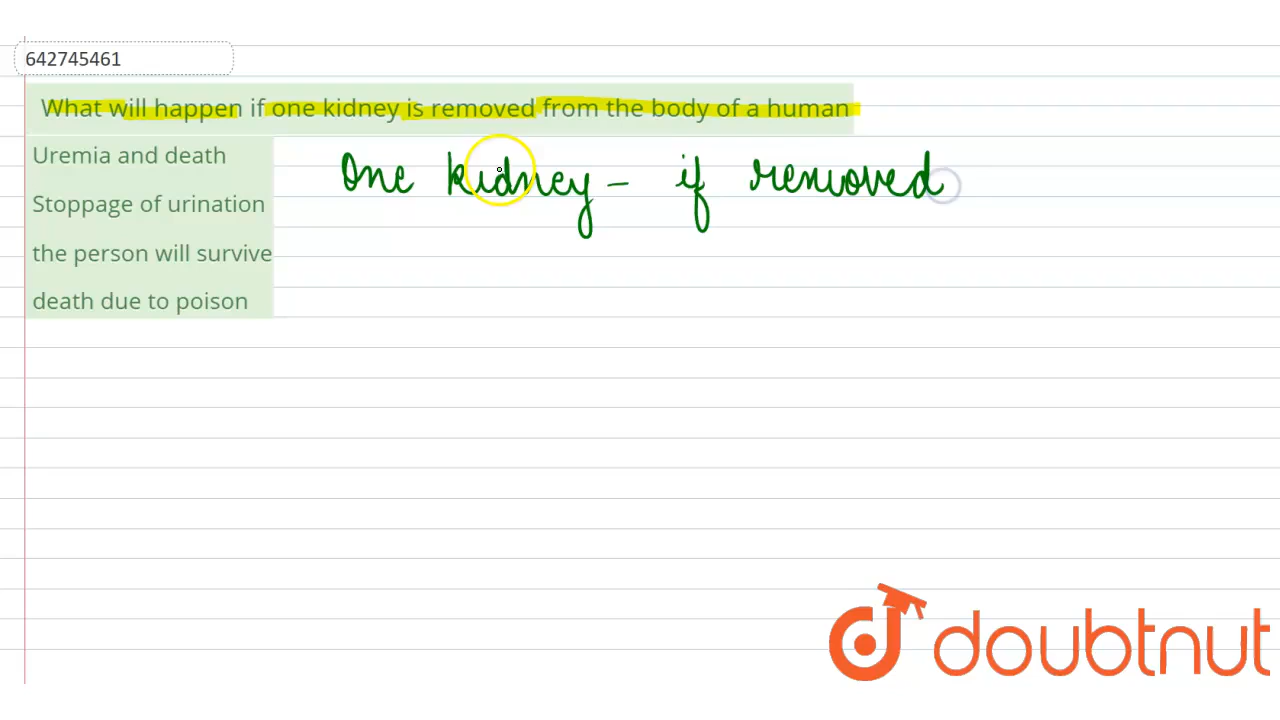 642745461
What will happen if one kidney is removed from the body of a human
Uremia and death
One kidney - if removed
Stoppage of urination
the person will survive
death due to poison
doubtnut